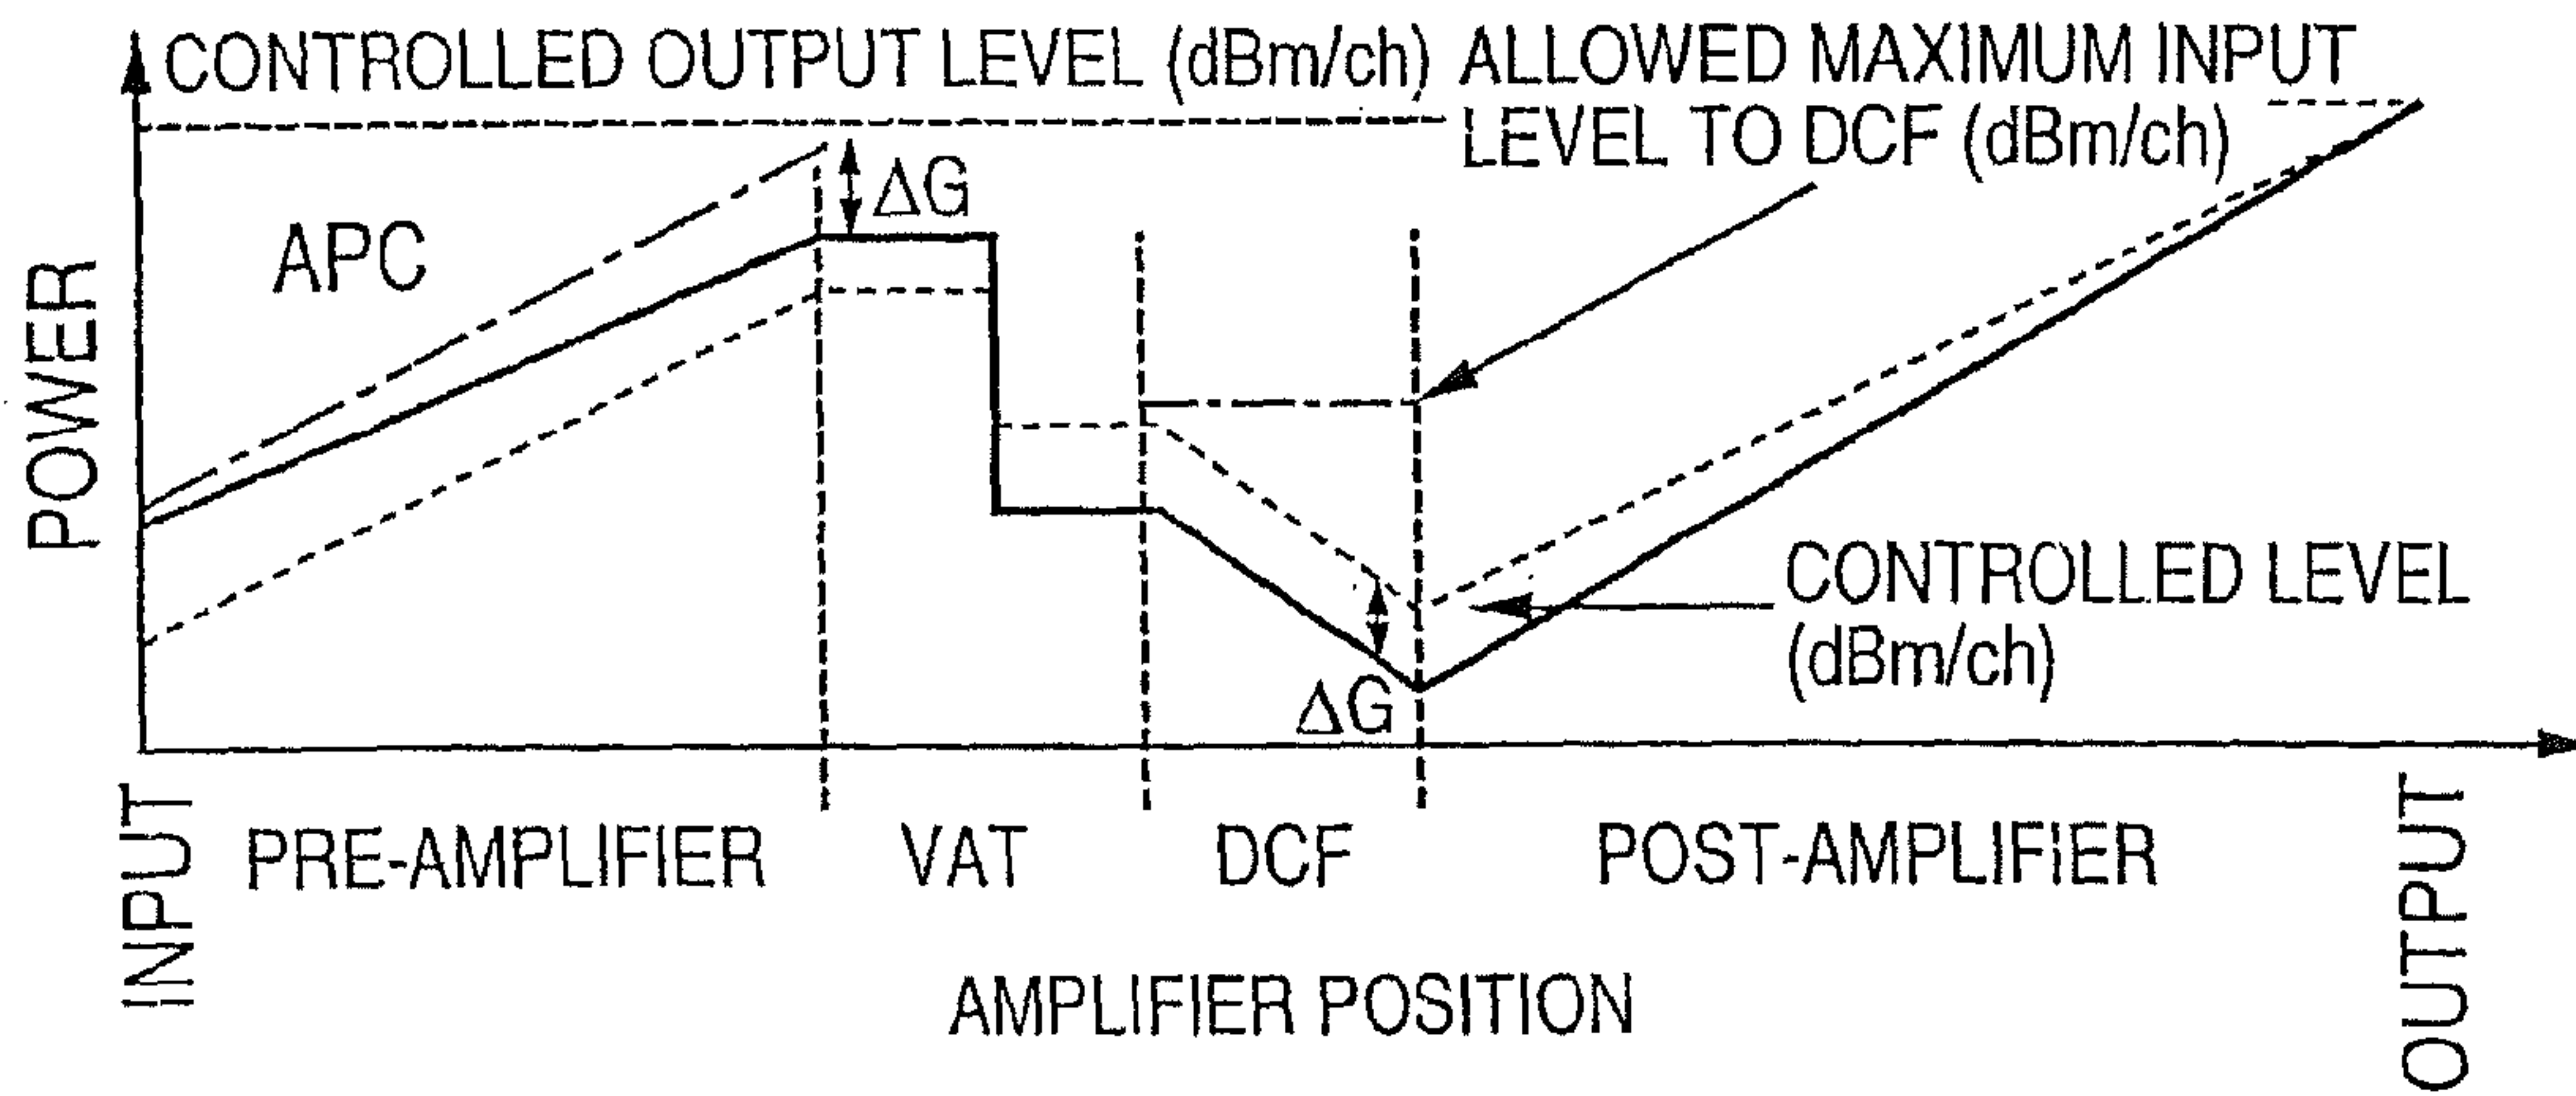 CONTROLLED OUTPUT LEVEL (dBm/ch)
ALLOWED MAXIMUM INPUT
LEVEL TO DCF (dBm/ch)
ΔG
APC
POWER
CONTROLLED LEVEL
(dBm/ch)
ΔG
INPUT
PRE-AMPLIFIER
VAT
DCF
POST-AMPLIFIER
OUTPUT
AMPLIFIER POSITION